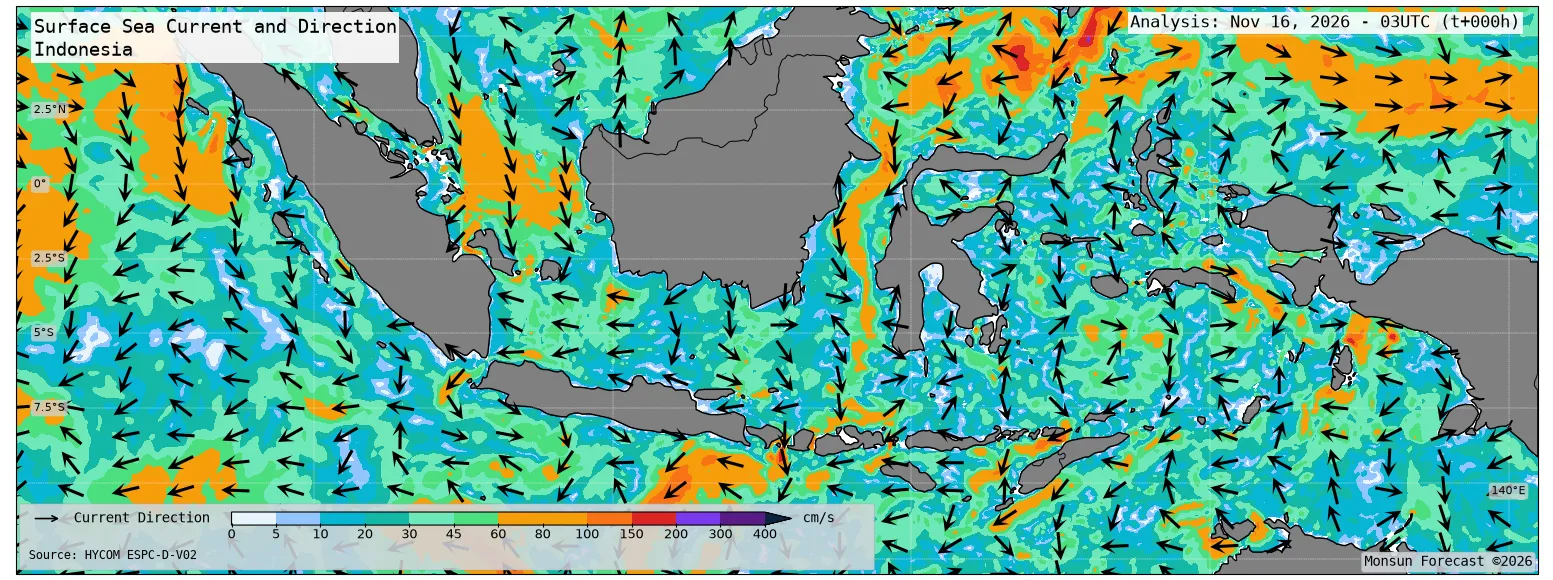 Surface Sea Current and Direction
Indonesia
Analysis: Nov 16, 2026 - 03UTC (t+000h)
2.5°N
0°
2.5°S
5°S
7.5°S
140°E
Current Direction
0 5 10 20 30 45 60 80 100 150 200 300 400 cm/s
Source: HYCOM ESPC-D-V02
Monsun Forecast ©2026